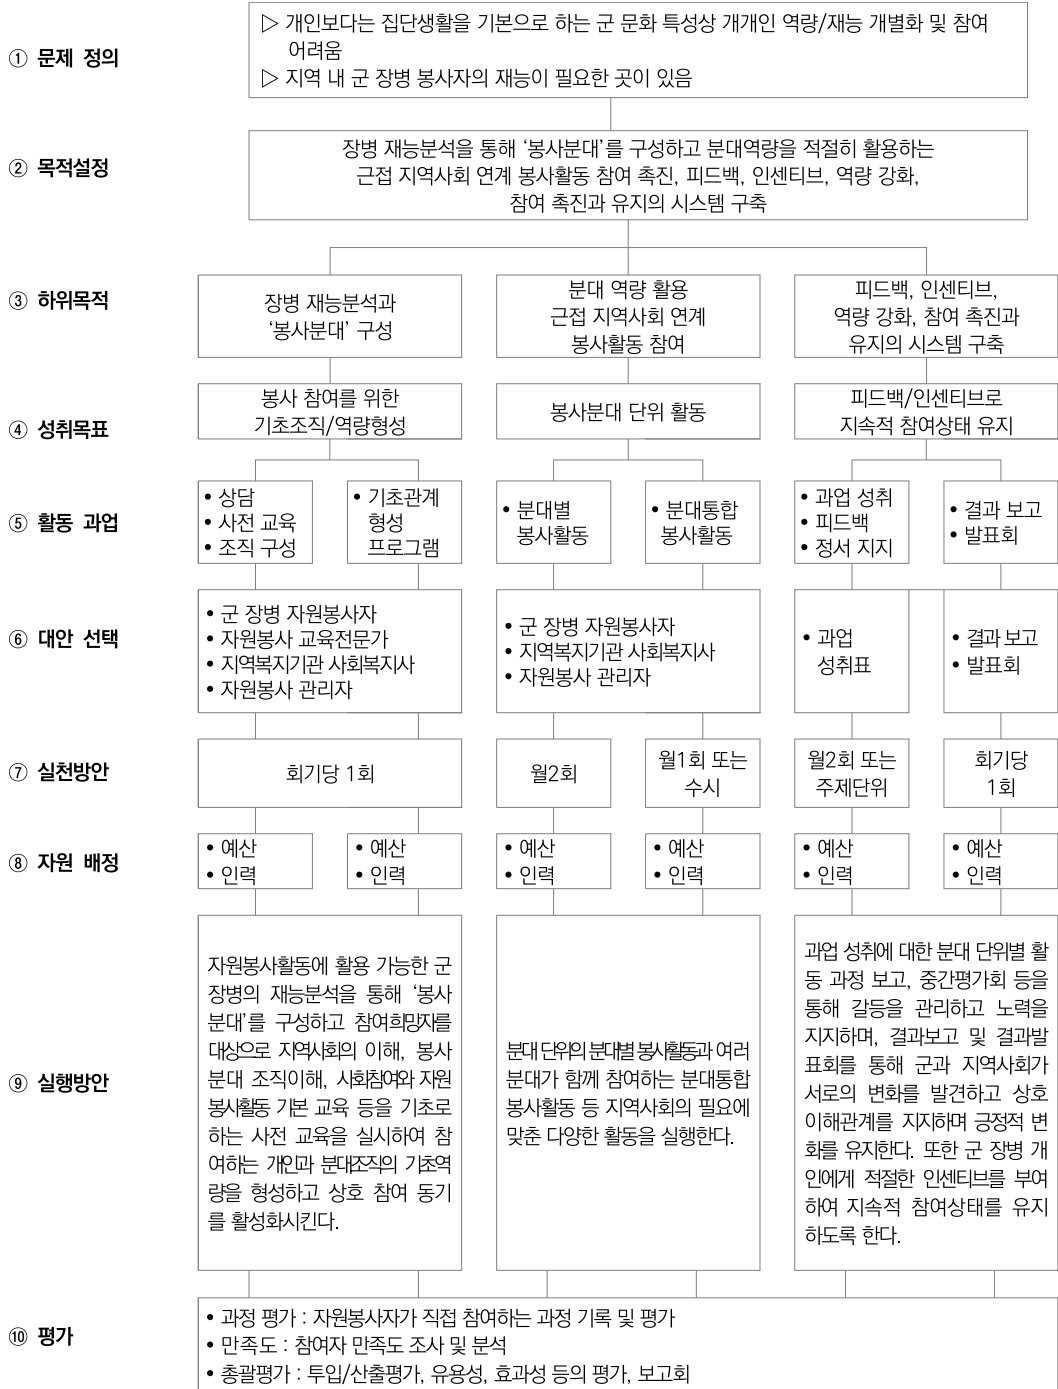 ① 문제 정의
▷ 개인보다는 집단생활을 기본으로 하는 군 문화 특성상 개개인 역량/재능 개별화 및 참여
어려움
▷ 지역 내 군 장병 봉사자의 재능이 필요한 곳이 있음
② 목적설정
장병 재능분석을 통해 ‘봉사분대’를 구성하고 분대역량을 적절히 활용하는
근접 지역사회 연계 봉사활동 참여 촉진, 피드백, 인센티브, 역량 강화,
참여 촉진과 유지의 시스템 구축
③ 하위목적
장병 재능분석과
‘봉사분대’ 구성
분대 역량 활용
근접 지역사회 연계
봉사활동 참여
피드백, 인센티브,
역량 강화, 참여 촉진과
유지의 시스템 구축
④ 성취목표
봉사 참여를 위한
기초조직/역량형성
봉사분대 단위 활동
피드백/인센티브로
지속적 참여상태 유지
⑤ 활동 과업
• 상담
• 사전 교육
• 조직 구성
• 기초관계
형성
프로그램
• 분대별
봉사활동
• 분대통합
봉사활동
• 과업 성취
• 피드백
• 정서 지지
• 결과 보고
• 발표회
⑥ 대안 선택
• 군 장병 자원봉사자
• 자원봉사 교육전문가
• 지역복지기관 사회복지사
• 자원봉사 관리자
• 군 장병 자원봉사자
• 지역복지기관 사회복지사
• 자원봉사 관리자
• 과업
성취표
• 결과 보고
• 발표회
⑦ 실천방안
회기당 1회
월2회
월1회 또는
수시
월2회 또는
주제단위
회기당
1회
⑧ 자원 배정
• 예산
• 인력
• 예산
• 인력
• 예산
• 인력
• 예산
• 인력
• 예산
• 인력
• 예산
• 인력
⑨ 실행방안
자원봉사활동에 활용 가능한 군
장병의 재능분석을 통해 ‘봉사
분대’를 구성하고 참여희망자를
대상으로 지역사회의 이해, 봉사
분대 조직이해, 사회참여와 자원
봉사활동 기본 교육 등을 기초로
하는 사전 교육을 실시하여 참
여하는 개인과 분대조직의 기초역
량을 형성하고 상호 참여 동기
를 활성화시킨다.
분대 단위의 분대별 봉사활동과 여러
분대가 함께 참여하는 분대통합
봉사활동 등 지역사회의 필요에
맞춘 다양한 활동을 실행한다.
과업 성취에 대한 분대 단위별 활
동 과정 보고, 중간평가회 등을
통해 갈등을 관리하고 노력을
지지하며, 결과보고 및 결과발
표회를 통해 군과 지역사회가
서로의 변화를 발견하고 상호
이해관계를 지지하며 긍정적 변
화를 유지한다. 또한 군 장병 개
인에게 적절한 인센티브를 부여
하여 지속적 참여상태를 유지
하도록 한다.
⑩ 평가
• 과정 평가 : 자원봉사자가 직접 참여하는 과정 기록 및 평가
• 만족도 : 참여자 만족도 조사 및 분석
• 총괄평가 : 투입/산출평가, 유용성, 효과성 등의 평가, 보고회